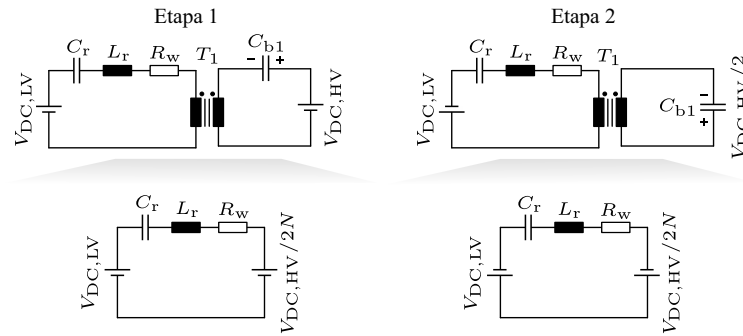 Etapa 1
Etapa 2
C_r L_r R_w T_1 C_b1
- +
V_DC,LV
V_DC,HV
C_r L_r R_w T_1
C_b1
-
+
V_DC,LV
V_DC,HV/2
C_r L_r R_w
V_DC,LV
V_DC,HV/2N
C_r L_r R_w
V_DC,LV
V_DC,HV/2N